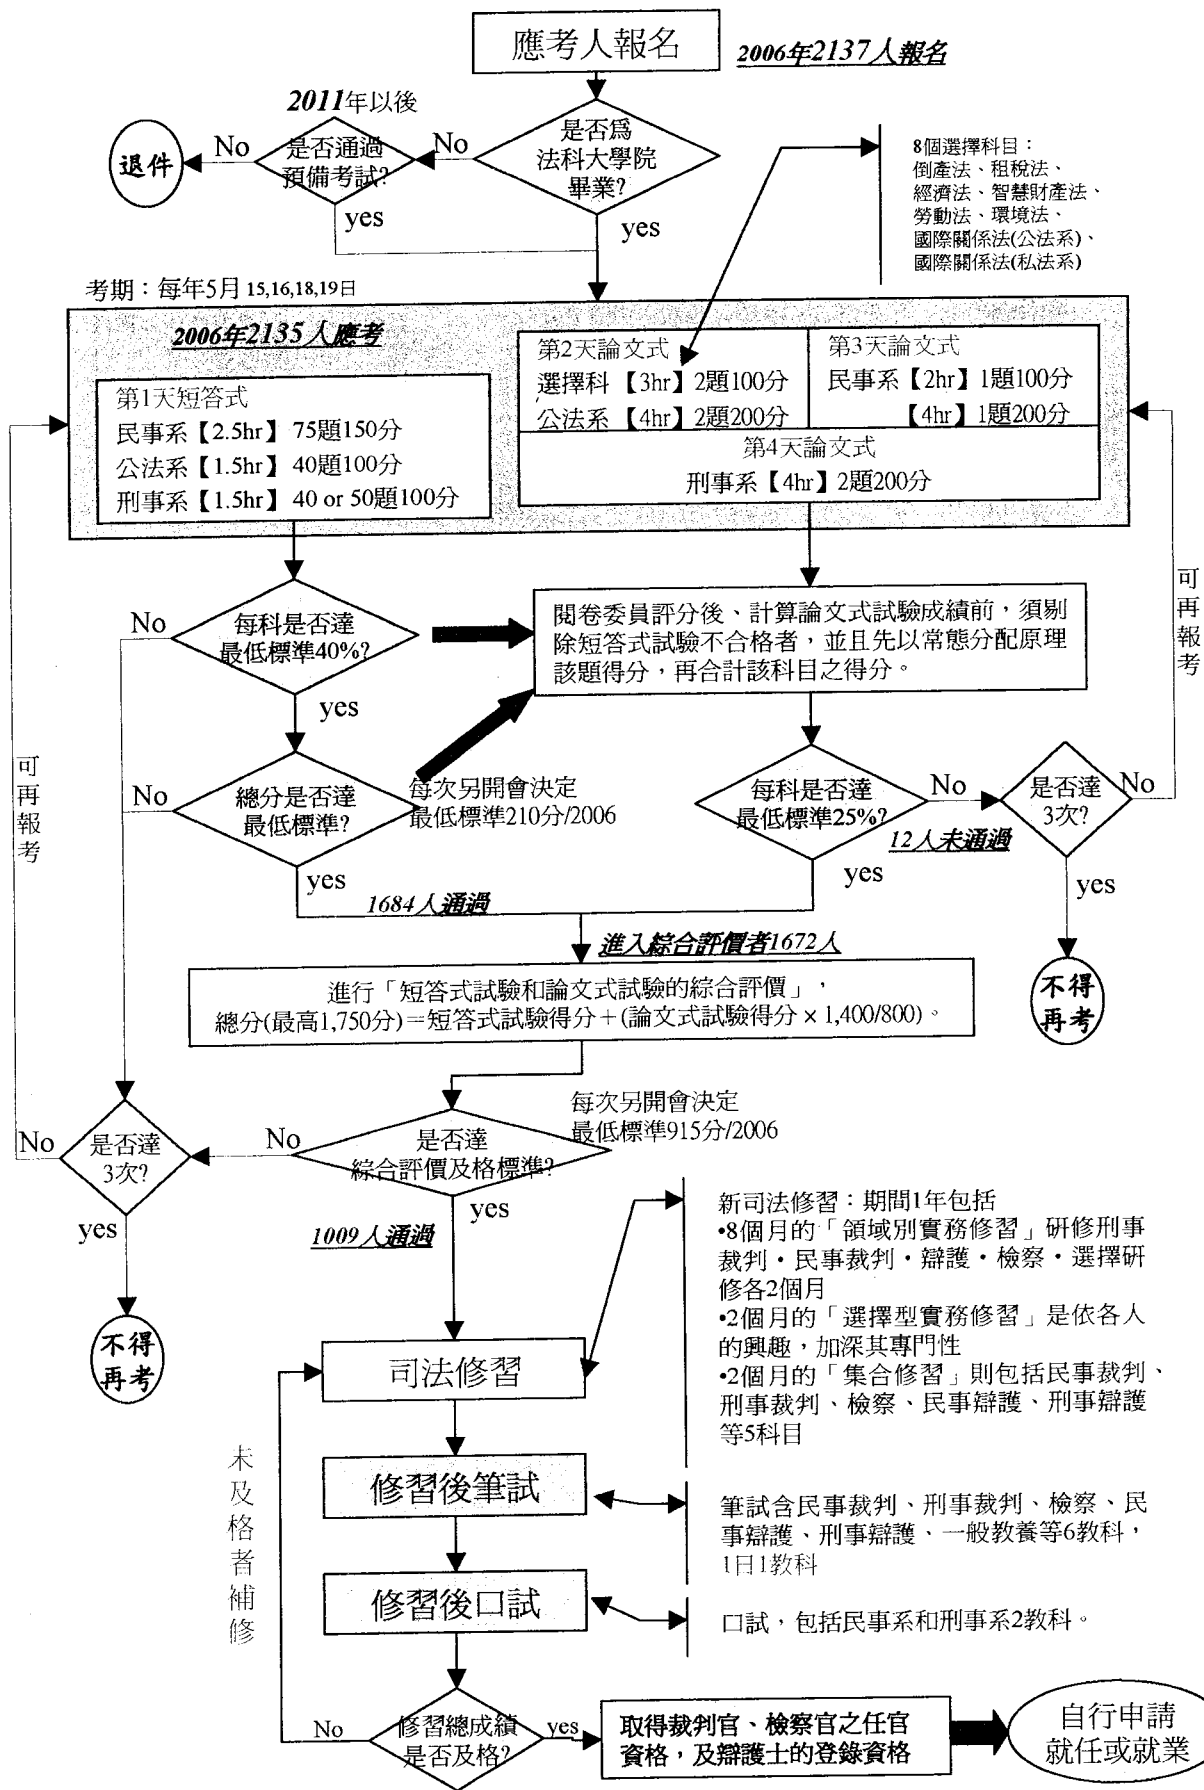 應考人報名
2006年2137人報名
2011年以後
是否通過
預備考試?
No
退件
No
是否為
法科大學院
畢業?
yes
yes
8個選擇科目：
倒產法、租稅法、
經濟法、智慧財產法、
勞動法、環境法、
國際關係法(公法系)、
國際關係法(私法系)
考期：每年5月 15,16,18,19日
2006年2135人應考
第1天短答式
民事系【2.5hr】75題150分
公法系【1.5hr】40題100分
刑事系【1.5hr】40 or 50題100分
第2天論文式
選擇科【3hr】2題100分
公法系【4hr】2題200分
第3天論文式
民事系【2hr】1題100分
【4hr】1題200分
第4天論文式
刑事系【4hr】2題200分
No
每科是否達
最低標準40%?
yes
閱卷委員評分後、計算論文式試驗成績前，須剔
除短答式試驗不合格者，並且先以常態分配原理
該題得分，再合計該科目之得分。
可再報考
可再報考
No
總分是否達
最低標準?
每次另開會決定
最低標準210分/2006
yes
1684人通過
每科是否達
最低標準25%?
No
12人未通過
yes
是否達
3次?
No
yes
不得
再考
進入綜合評價者1672人
進行「短答式試驗和論文式試驗的綜合評價」，
總分(最高1,750分)＝短答式試驗得分＋(論文式試驗得分 × 1,400/800)。
每次另開會決定
最低標準915分/2006
No
是否達
3次?
No
是否達
綜合評價及格標準?
yes
yes
1009人通過
不得
再考
新司法修習：期間1年包括
•8個月的「領域別實務修習」研修刑事
裁判・民事裁判・辯護・檢察・選擇研
修各2個月
•2個月的「選擇型實務修習」是依各人
的興趣，加深其專門性
•2個月的「集合修習」則包括民事裁判、
刑事裁判、檢察、民事辯護、刑事辯護
等5科目
司法修習
未及格者補修
修習後筆試
筆試含民事裁判、刑事裁判、檢察、民
事辯護、刑事辯護、一般教養等6教科，
1日1教科
修習後口試
口試，包括民事系和刑事系2教科。
No
修習總成績
是否及格?
yes
取得裁判官、檢察官之任官
資格，及辯護士的登錄資格
自行申請
就任或就業